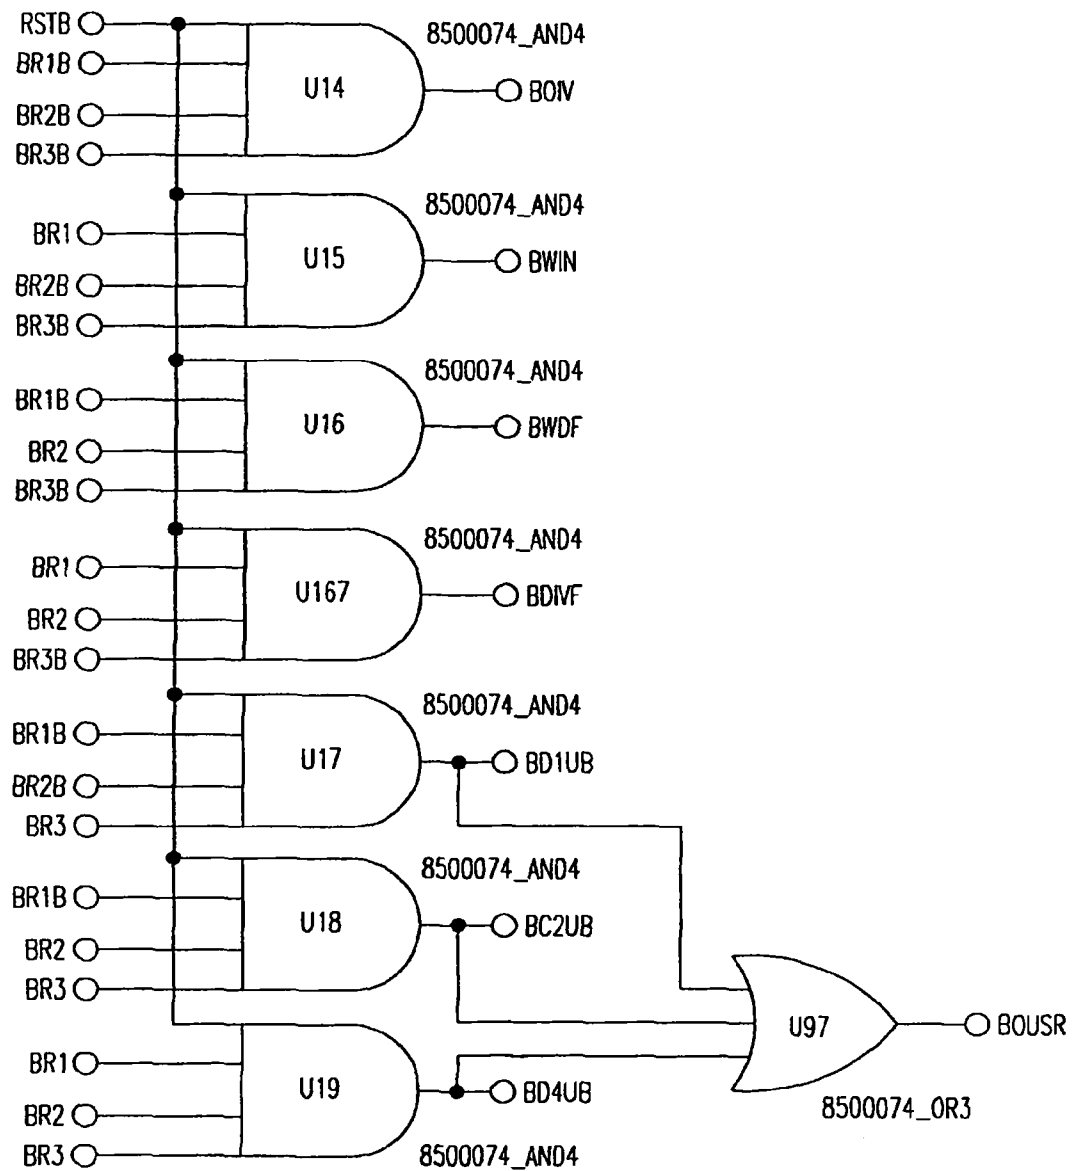 RSTB
8500074_AND4
BR1B
U14
BOIV
BR2B
BR3B
8500074_AND4
BR1
U15
BWIN
BR2B
BR3B
8500074_AND4
BR1B
U16
BWDF
BR2
BR3B
8500074_AND4
BR1
U167
BDIVF
BR2
BR3B
8500074_AND4
BR1B
U17
BD1UB
BR2B
BR3
8500074_AND4
BR1B
U18
BC2UB
BR2
BR3
U97
BOUSR
BR1
U19
BD4UB
BR2
8500074_OR3
BR3
8500074_AND4